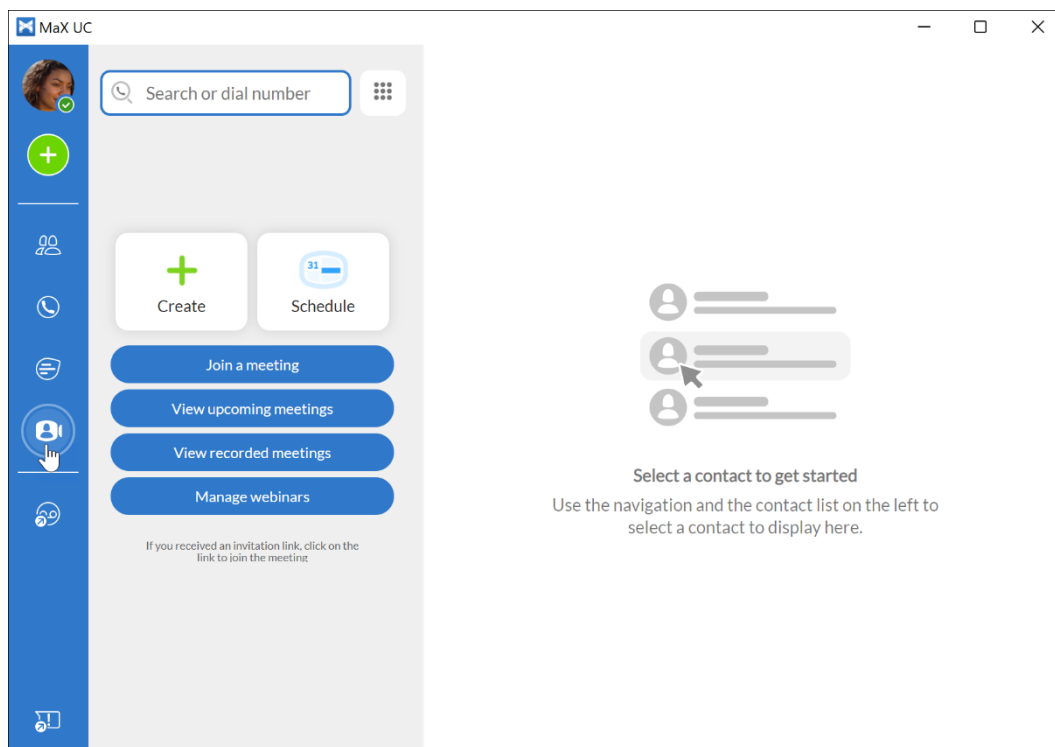 MaX UC
Search or dial number
31
Create
Schedule
Join a meeting
View upcoming meetings
View recorded meetings
Manage webinars
If you received an invitation link, click on the
link to join the meeting
Select a contact to get started
Use the navigation and the contact list on the left to
select a contact to display here.